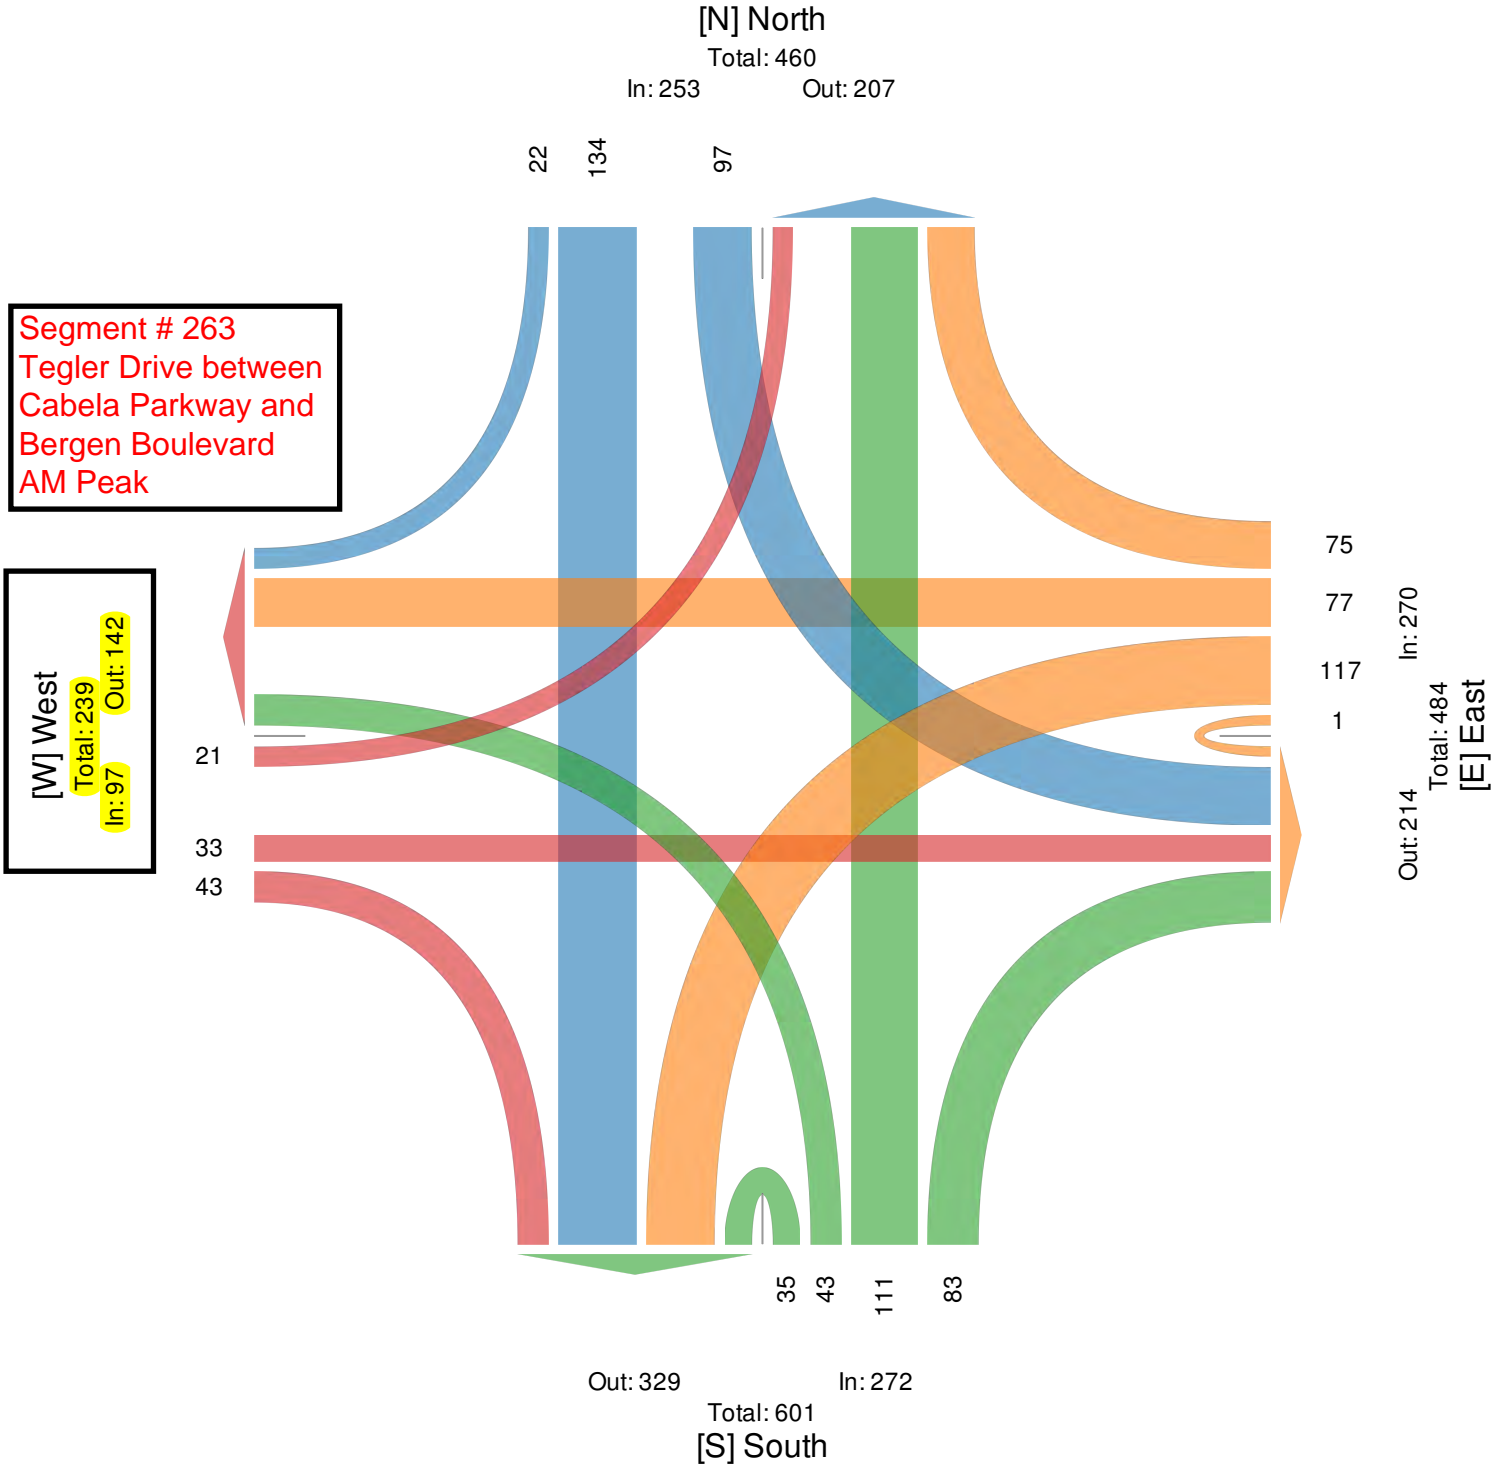 [N] North
Total: 460
In: 253
Out: 207
22
134
97
Segment # 263
Tegler Drive between
Cabela Parkway and
Bergen Boulevard
AM Peak
[W] West
Total: 239
In: 97
Out: 142
21
33
43
75
77
117
1
In: 270
Out: 214
Total: 484
[E] East
35
43
111
83
Out: 329
In: 272
Total: 601
[S] South